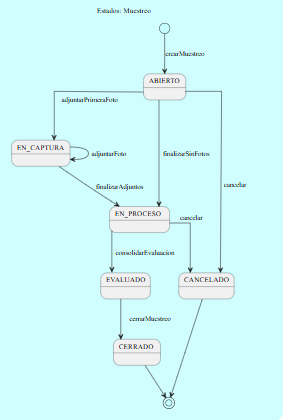 Estados: Muestreo
crearMuestreo
ABIERTO
adjuntarPrimeraFoto
EN_CAPTURA
adjuntarFoto
finalizarSinFotos
cancelar
finalizarAdjuntos
EN_PROCESO
cancelar
consolidarEvaluacion
EVALUADO
CANCELADO
cerrarMuestreo
CERRADO